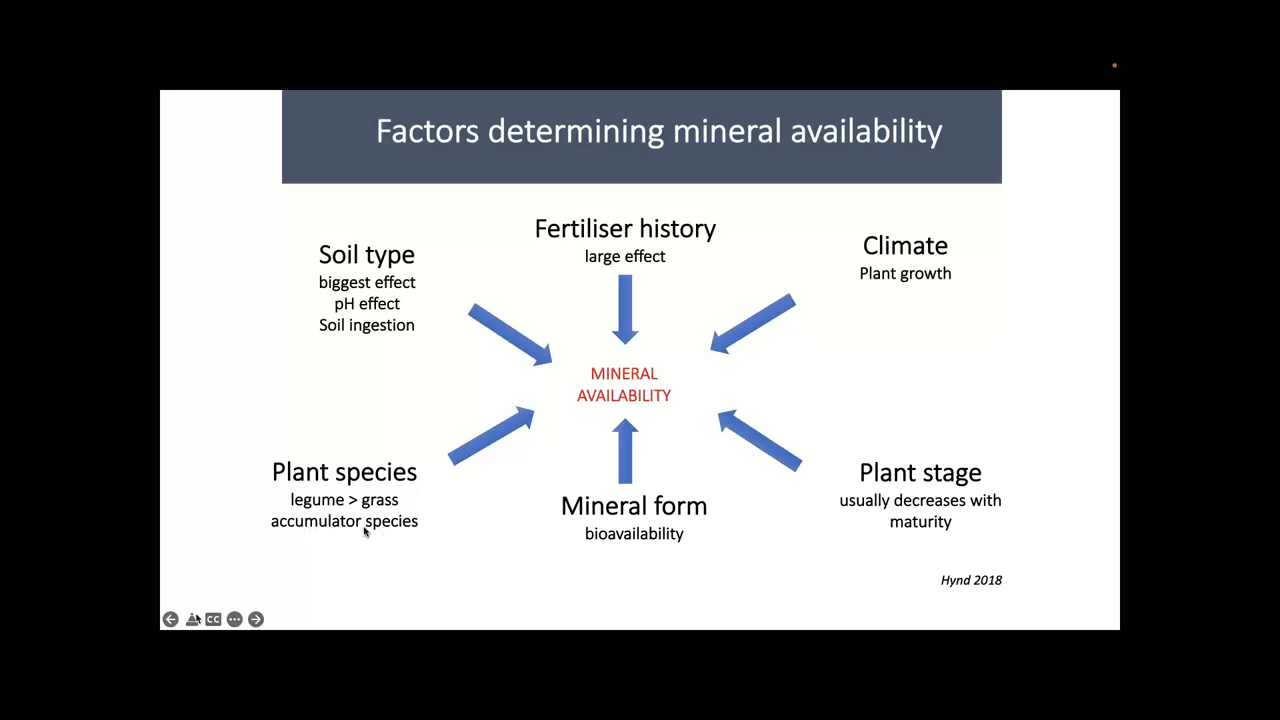 Factors determining mineral availability
Soil type
biggest effect
pH effect
Soil ingestion
Fertiliser history
large effect
Climate
Plant growth
MINERAL
AVAILABILITY
Plant species
legume > grass
accumulator species
Mineral form
bioavailability
Plant stage
usually decreases with
maturity
Hynd 2018
CC